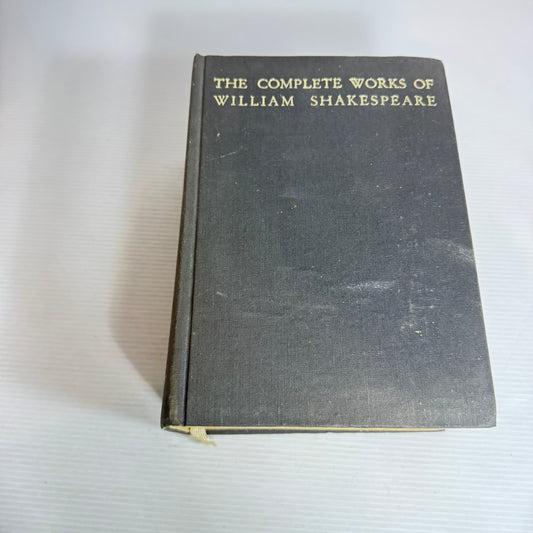 THE COMPLETE WORKS OF
WILLIAM SHAKESPEARE